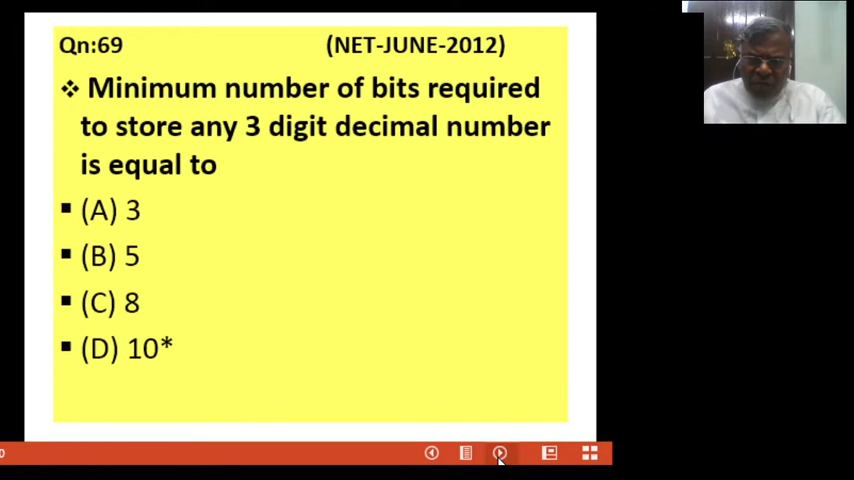 Qn:69 (NET-JUNE-2012)
❖ Minimum number of bits required
to store any 3 digit decimal number
is equal to
▪ (A) 3
▪ (B) 5
▪ (C) 8
▪ (D) 10*
0